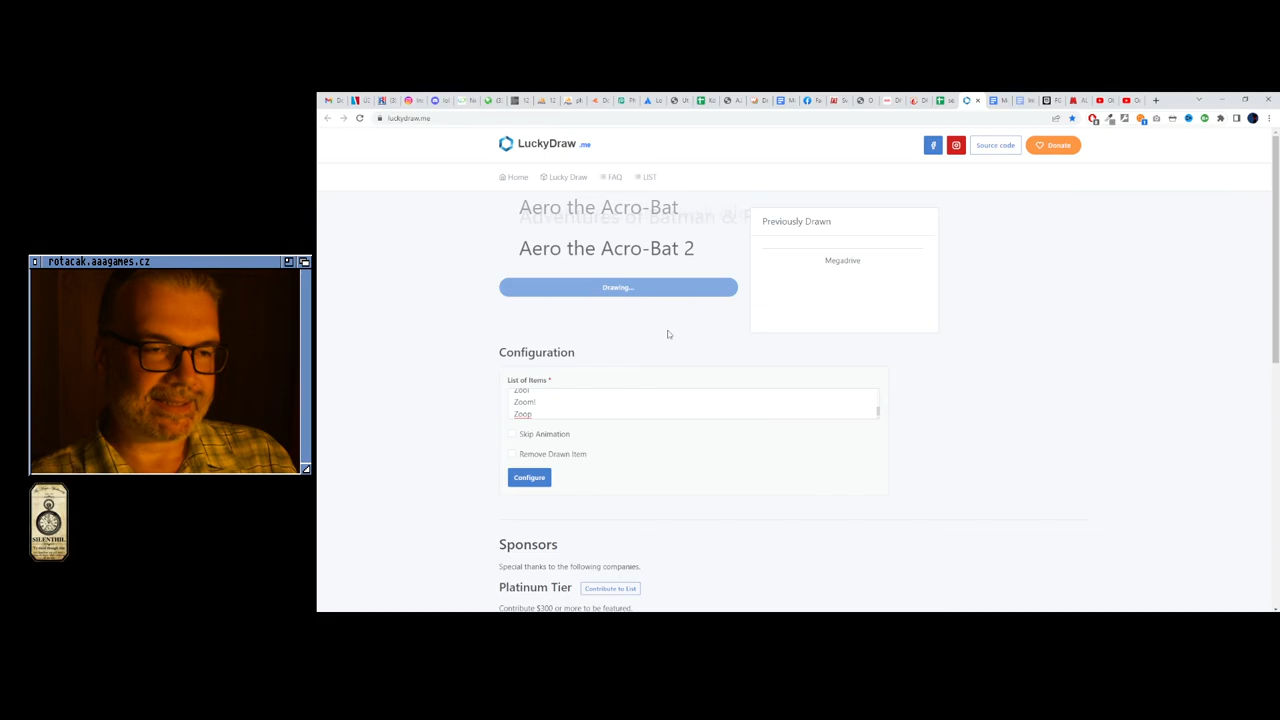 luckydraw.me
LuckyDraw .me
Source code
Donate
Home
Lucky Draw
FAQ
LIST
Aero the Acro-Bat
Adventures of Batman &
Aero the Acro-Bat 2
Drawing...
Previously Drawn
Megadrive
Configuration
List of Items *
Zool
Zoom!
Zoop
Skip Animation
Remove Drawn Item
Configure
Sponsors
Special thanks to the following companies.
Platinum Tier
Contribute to List
Contribute $300 or more to be featured.
rotacak.aaagames.cz
SILENTHIL